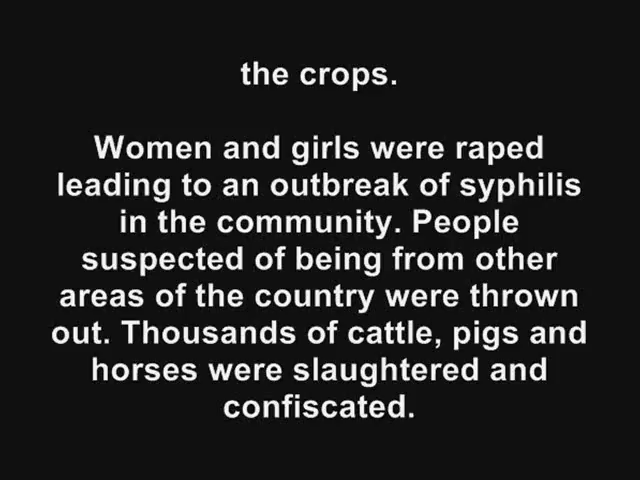 the crops.
Women and girls were raped
leading to an outbreak of syphilis
in the community. People
suspected of being from other
areas of the country were thrown
out. Thousands of cattle, pigs and
horses were slaughtered and
confiscated.